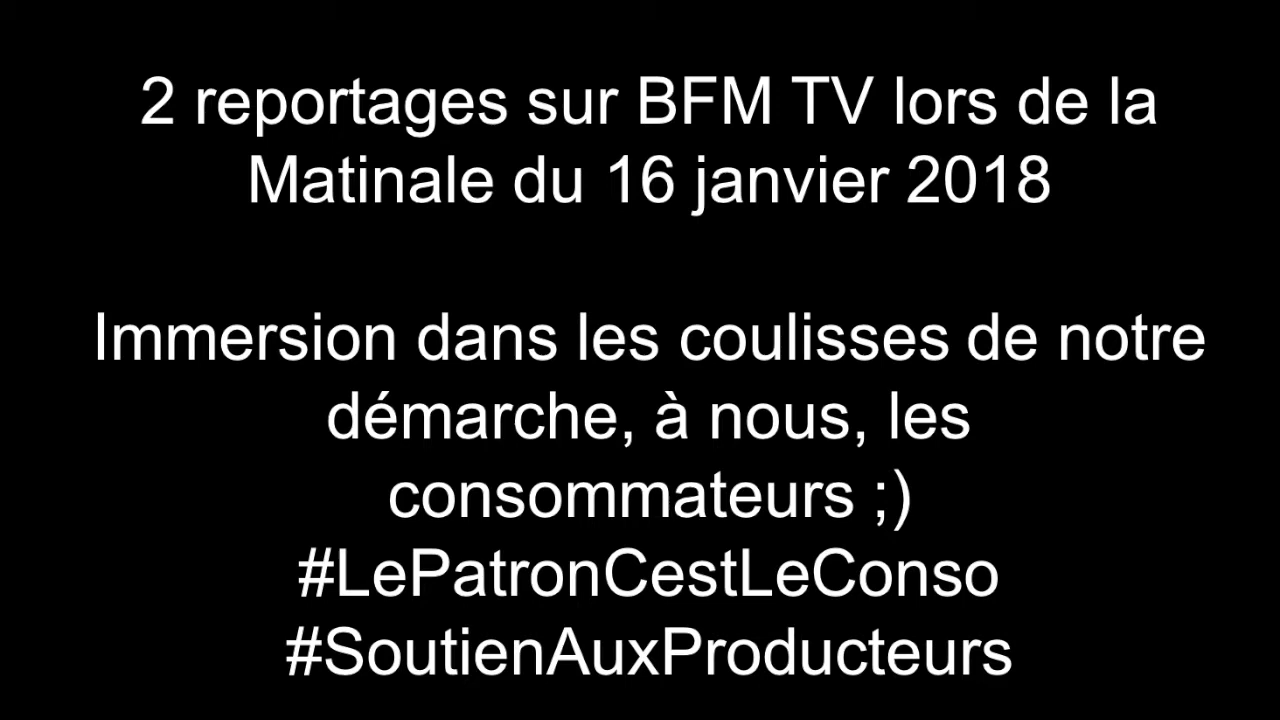 2 reportages sur BFM TV lors de la
Matinale du 16 janvier 2018
Immersion dans les coulisses de notre
démarche, à nous, les
consommateurs ;)
#LePatronCestLeConso
#SoutienAuxProducteurs